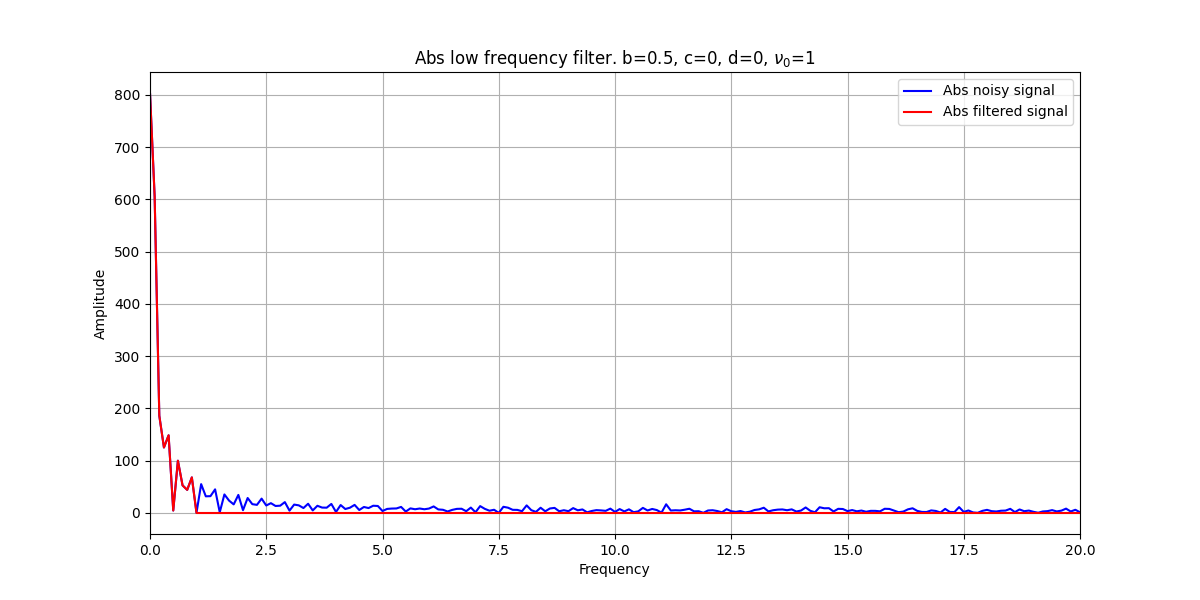 Abs low frequency filter. b=0.5, c=0, d=0, ν₀=1
Abs noisy signal
Abs filtered signal
800
700
600
500
400
300
200
100
0
Amplitude
0.0 2.5 5.0 7.5 10.0 12.5 15.0 17.5 20.0
Frequency